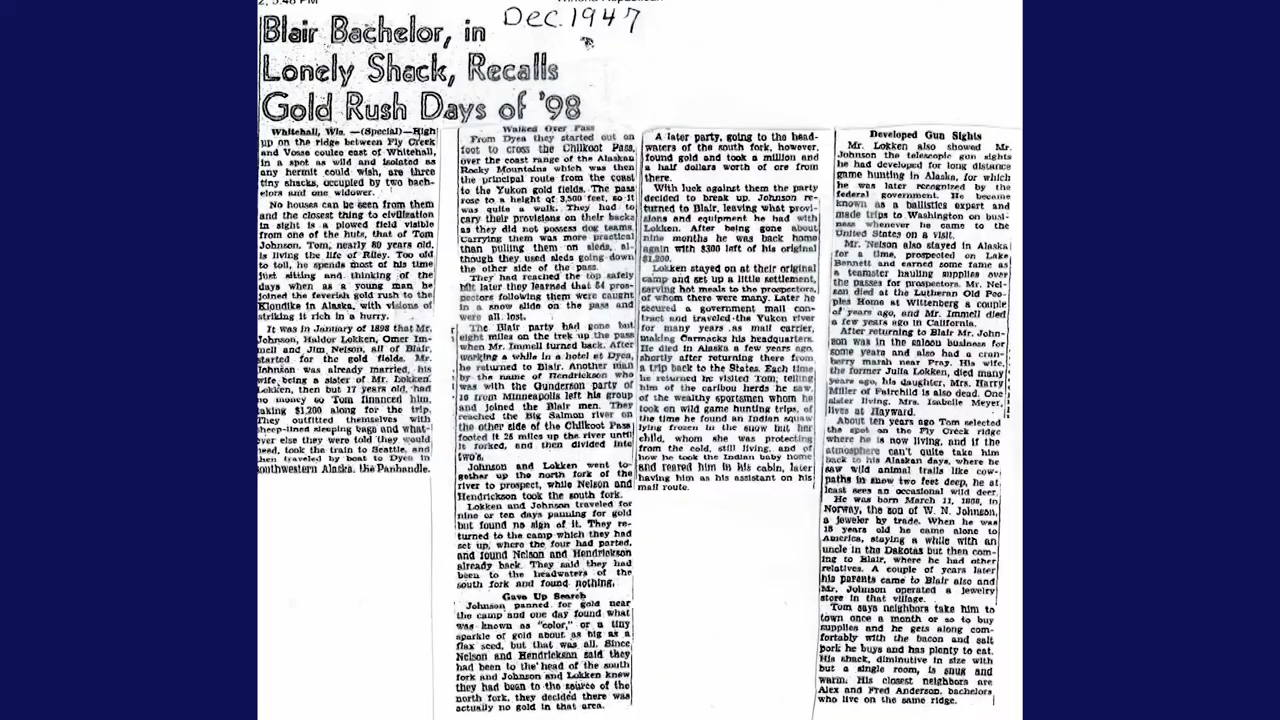 2, 5:48 PM
Winona Republican
Dec. 1947
Blair Bachelor, in
Lonely Shack, Recalls
Gold Rush Days of '98
Whitehall, Wis. —(Special)—High
up on the ridge between Fly Creek
and Vosse coulee east of Whitehall,
in a spot as wild and isolated as
any hermit could wish, are three
tiny shacks, occupied by two bach-
elors and one widower.
No houses can be seen from them
and the closest thing to civilization
in sight is a plowed field visible
from one of the huts, that of Tom
Johnson. Tom, nearly 80 years old,
is living the life of Riley. Too old
to toil, he spends most of his time
just sitting and thinking of the
days when as a young man he
joined the feverish gold rush to the
Klondike in Alaska, with visions of
striking it rich in a hurry.
It was in January of 1898 that Mr.
Johnson, Haldor Lokken, Omer Im-
mell and Jim Nelson, all of Blair,
started for the gold fields. Mr.
Johnson was already married, his
wife being a sister of Mr. Lokken.
Lokken, then but 17 years old, had
no money so Tom financed him,
taking $1,200 along for the trip.
They outfitted themselves with
sheep-lined sleeping bags and what-
ever else they were told they would
need, took the train to Seattle, and
then traveled by boat to Dyea in
southwestern Alaska, the Panhandle.
Walked Over Pass
From Dyea they started out on
foot to cross the Chilkoot Pass,
over the coast range of the Alaskan
Rocky Mountains which was then
the principal route from the coast
to the Yukon gold fields. The pass
rose to a height of 3,500 feet, so it
was quite a walk. They had to
cary their provisions on their backs
as they did not possess dog teams.
Carrying them was more practical
than pulling them on sleds, al-
though they used sleds going down
the other side of the pass.
They had reached the top safely
but later they learned that 64 pros-
pectors following them were caught
in a snow slide on the pass and
were all lost.
The Blair party had gone but
eight miles on the trek up the pass
when Mr. Immell turned back. After
working a while in a hotel at Dyea,
he returned to Blair. Another man
by the name of Hendrickson who
was with the Gunderson party of
16 from Minneapolis left his group
and joined the Blair men. They
reached the Big Salmon river on
the other side of the Chilkoot Pass
footed it 25 miles up the river until
it forked, and then divided into
two's.
Johnson and Lokken went to-
gether up the north fork of the
river to prospect, while Nelson and
Hendrickson took the south fork.
Lokken and Johnson traveled for
nine or ten days panning for gold
but found no sign of it. They re-
turned to the camp which they had
set up, where the four had parted,
and found Nelson and Hendrickson
already back. They said they had
been to the headwaters of the
south fork and found nothing.
Gave Up Search
Johnson panned for gold near
the camp and one day found what
was known as "color," or a tiny
sparkle of gold about as big as a
flax seed, but that was all. Since
Nelson and Hendrickson said they
had been to the head of the south
fork and Johnson and Lokken knew
they had been to the source of the
north fork, they decided there was
actually no gold in that area.
A later party, going to the head-
waters of the south fork, however,
found gold and took a million and
a half dollars worth of ore from
there.
With luck against them the party
decided to break up. Johnson re-
turned to Blair, leaving what provi-
sions and equipment he had with
Lokken. After being gone about
nine months he was back home
again with $300 left of his original
$1,200.
Lokken stayed on at their original
camp and set up a little settlement,
serving hot meals to the prospectors,
of whom there were many. Later he
secured a government mail con-
tract and traveled the Yukon river
for many years as mail carrier,
making Carmacks his headquarters.
He died in Alaska a few years ago,
shortly after returning there from
a trip back to the States. Each time
he returned he visited Tom; telling
him of the caribou herds he saw,
of the wealthy sportsmen whom he
took on wild game hunting trips, of
the time he found an Indian squaw
lying frozen in the snow but her
child, whom she was protecting
from the cold, still living, and of
how he took the Indian baby home
and reared him in his cabin, later
having him as his assistant on his
mail route.
Developed Gun Sights
Mr. Lokken also showed Mr.
Johnson the telescopic gun sights
he had developed for long distance
game hunting in Alaska, for which
he was later recognized by the
federal government. He became
known as a ballistics expert and
made trips to Washington on busi-
ness whenever he came to the
United States on a visit.
Mr. Nelson also stayed in Alaska
for a time, prospected on Lake
Bennett and earned some fame as
a teamster hauling supplies over
the passes for prospectors. Mr. Nel-
son died at the Lutheran Old Peo-
ples Home at Wittenberg a couple
of years ago, and Mr. Immell died
a few years ago in California.
After returning to Blair Mr. John-
son was in the saloon business for
some years and also had a cran-
berry marsh near Pray. His wife,
the former Julia Lokken, died many
years ago, his daughter, Mrs. Harry
Miller of Fairchild is also dead. One
sister living, Mrs. Isabelle Meyer,
lives at Hayward.
About ten years ago Tom selected
the spot on the Fly Creek ridge
where he is now living, and if the
atmosphere can't quite take him
back to his Alaskan days, where he
saw wild animal trails like cow-
paths in snow two feet deep, he at
least sees an occasional wild deer.
He was born March 11, 1868, in
Norway, the son of W. N. Johnson,
a jeweler by trade. When he was
18 years old he came alone to
America, staying a while with an
uncle in the Dakotas but then com-
ing to Blair, where he had other
relatives. A couple of years later
his parents came to Blair also and
Mr. Johnson operated a jewelry
store in that village.
Tom says neighbors take him to
town once a month or so to buy
supplies and he gets along com-
fortably with the bacon and salt
pork he buys and has plenty to eat.
His shack, diminutive in size with
but a single room, is snug and
warm. His closest neighbors are
Alex and Fred Anderson, bachelors
who live on the same ridge.